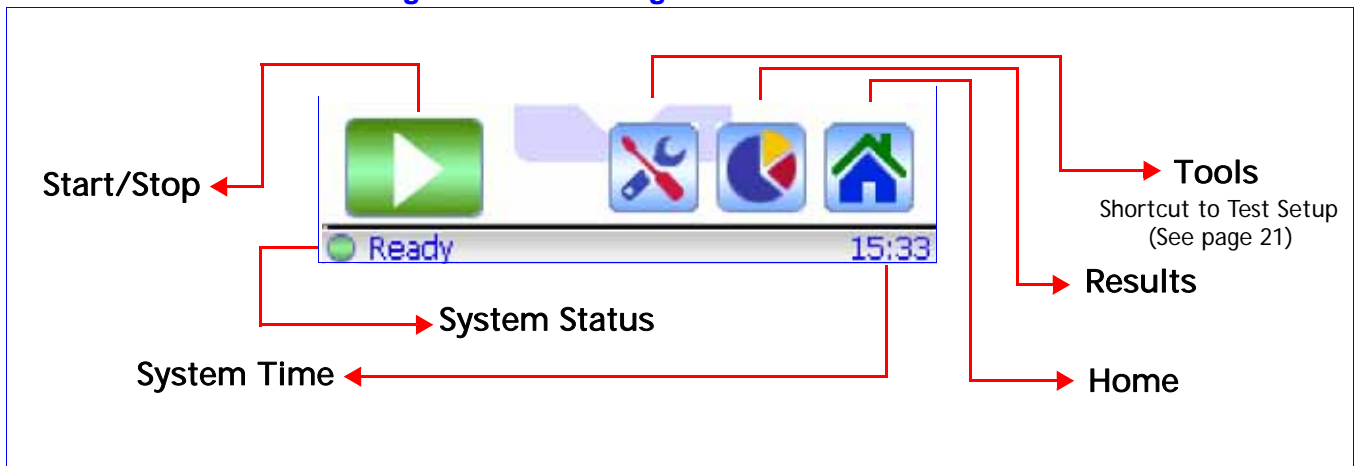 Start/Stop
Tools
Shortcut to Test Setup
(See page 21)
Ready
15:33
Results
System Status
System Time
Home